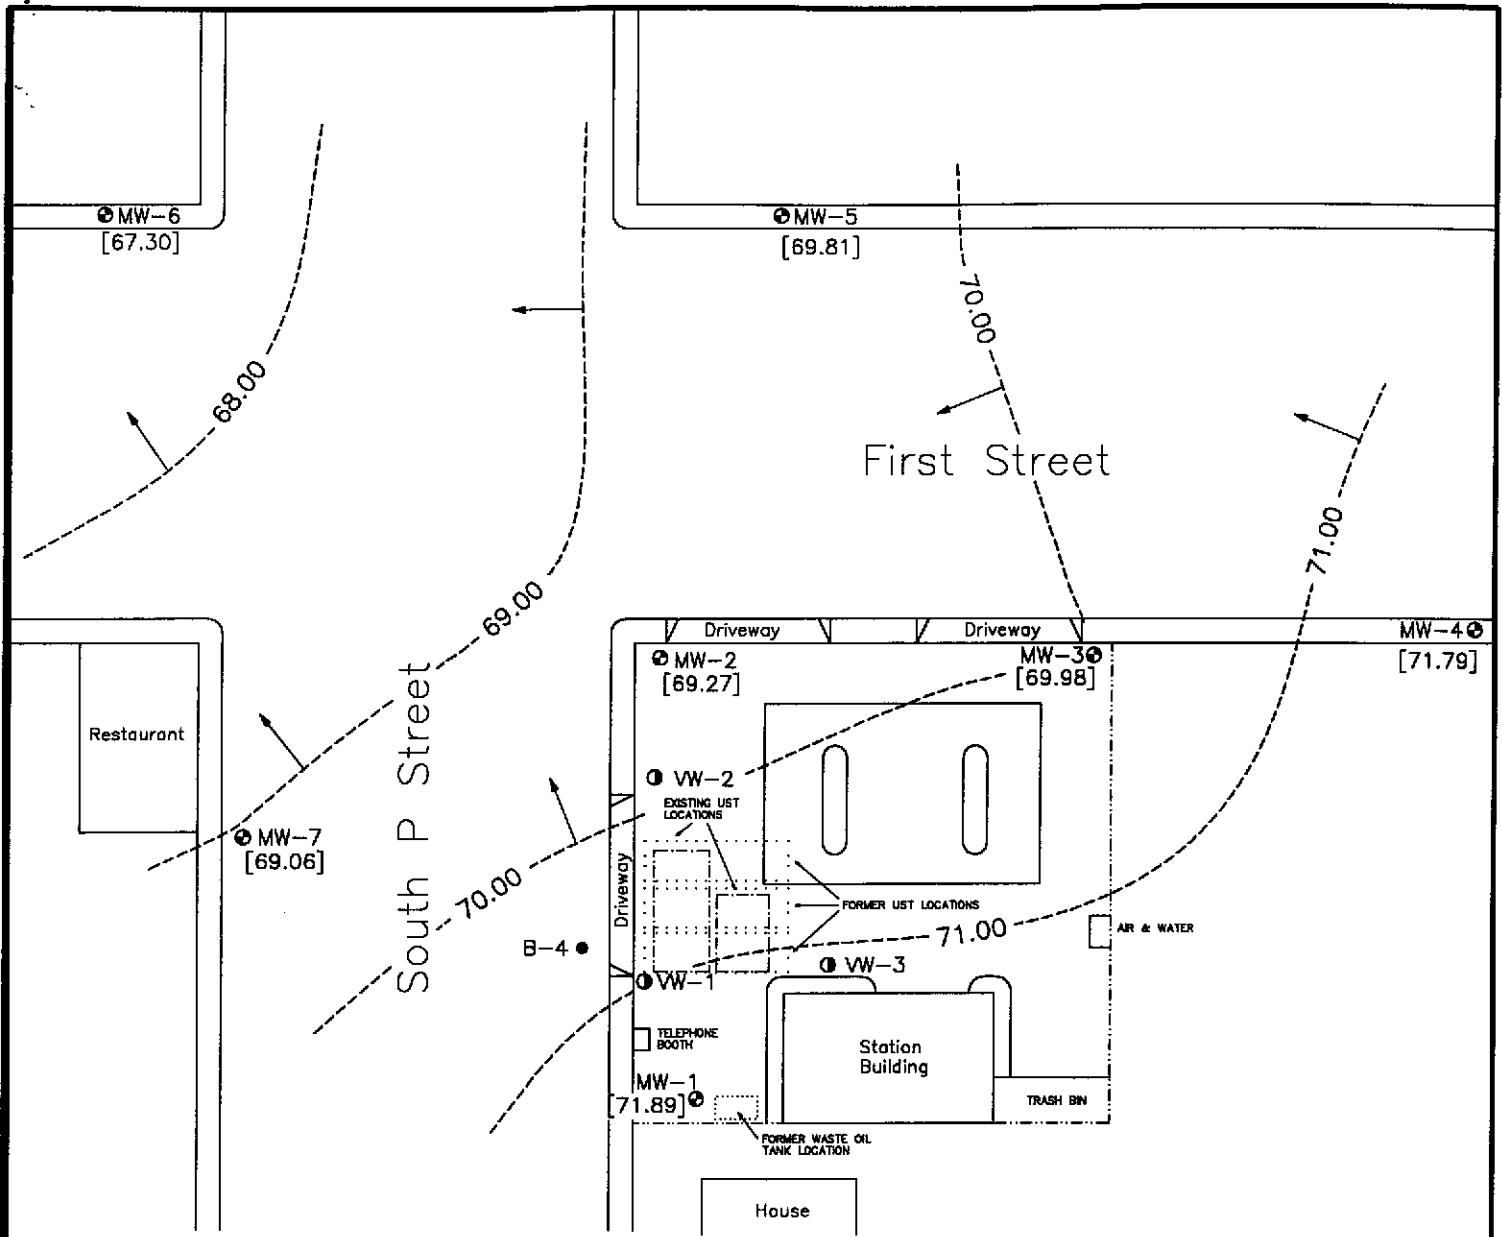 MW-6
[67.30]
MW-5
[69.81]
70.00
68.00
First Street
71.00
69.00
Driveway
Driveway
MW-4
[71.79]
MW-2
[69.27]
MW-3
[69.98]
Restaurant
South P Street
VW-2
EXISTING UST
LOCATIONS
MW-7
[69.06]
70.00
Driveway
FORMER UST LOCATIONS
71.00
AIR & WATER
B-4
VW-3
VW-1
TELEPHONE
BOOTH
Station
Building
MW-1
[71.89]
TRASH BIN
FORMER WASTE OIL
TANK LOCATION
House